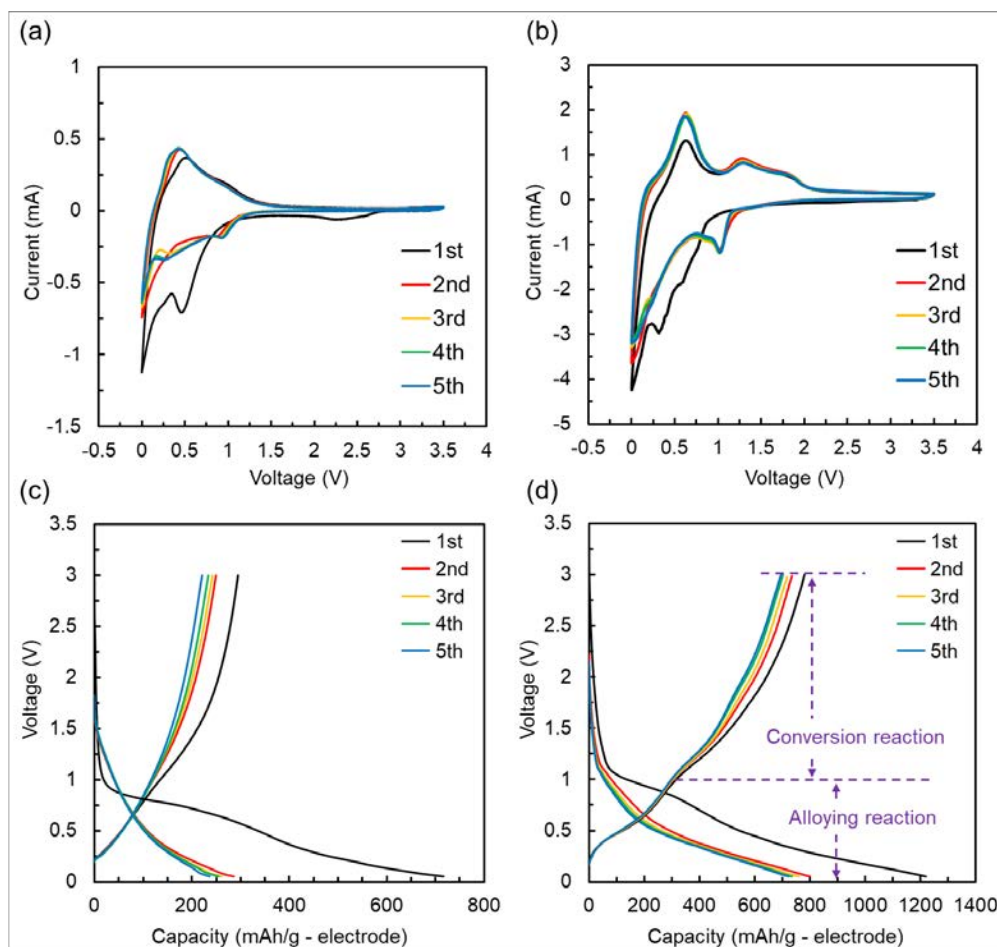 (a)
1
0.5
0
-0.5
-1
-1.5
Current (mA)
-0.5 0 0.5 1 1.5 2 2.5 3 3.5 4
Voltage (V)
1st
2nd
3rd
4th
5th
(b)
3
2
1
0
-1
-2
-3
-4
-5
Current (mA)
-0.5 0 0.5 1 1.5 2 2.5 3 3.5 4
Voltage (V)
1st
2nd
3rd
4th
5th
(c)
3.5
3
2.5
2
1.5
1
0.5
0
Voltage (V)
0 200 400 600 800
Capacity (mAh/g - electrode)
1st
2nd
3rd
4th
5th
(d)
3.5
3
2.5
2
1.5
1
0.5
0
Voltage (V)
0 200 400 600 800 1000 1200 1400
Capacity (mAh/g - electrode)
1st
2nd
3rd
4th
5th
Conversion reaction
Alloying reaction